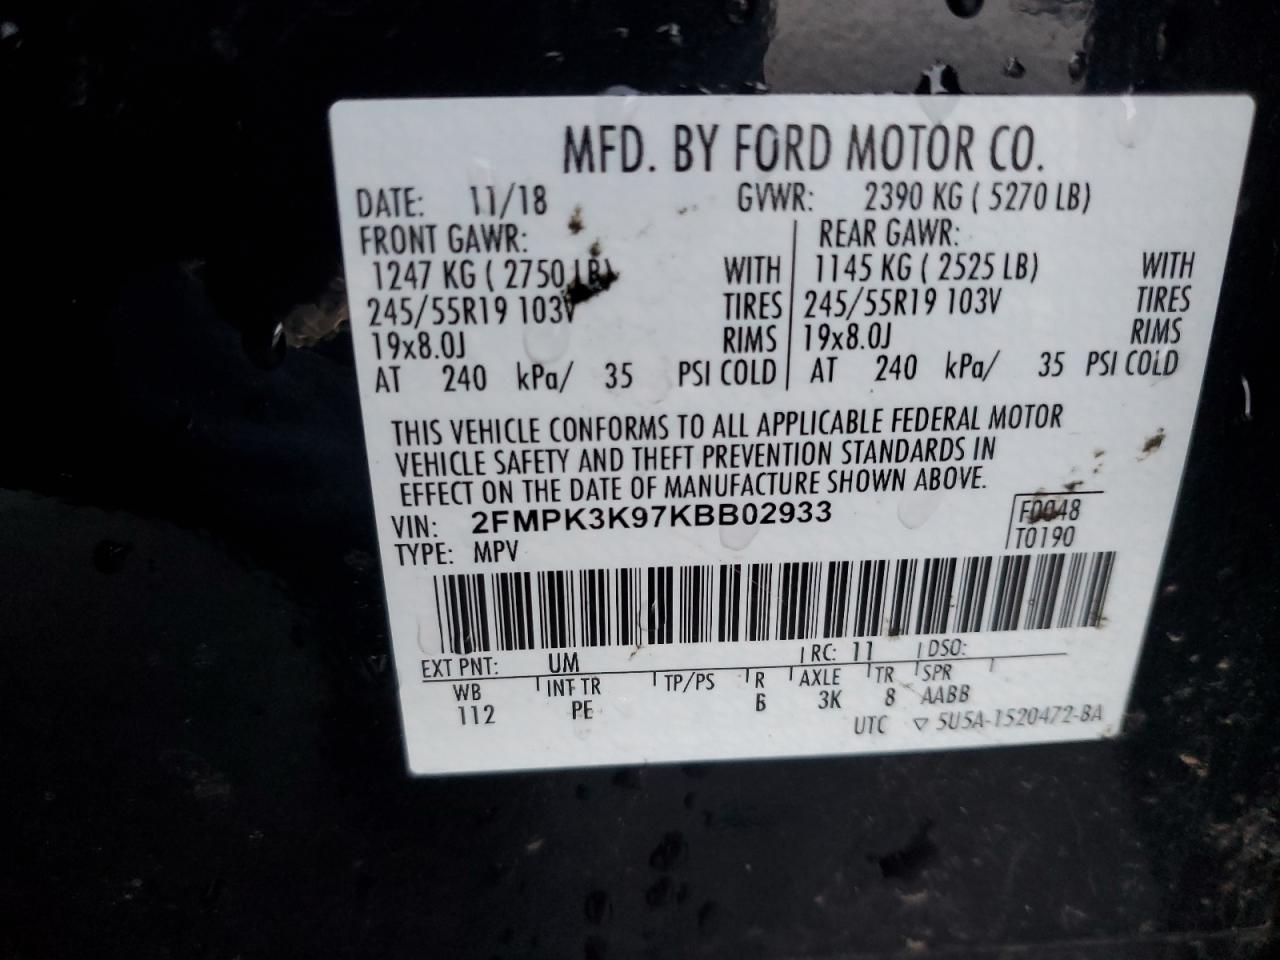 MFD. BY FORD MOTOR CO.
DATE: 11/18 GVWR: 2390 KG ( 5270 LB)
FRONT GAWR: REAR GAWR:
1247 KG ( 2750 LB) WITH 1145 KG ( 2525 LB) WITH
245/55R19 103V TIRES 245/55R19 103V TIRES
19x8.0J RIMS 19x8.0J RIMS
AT 240 kPa/ 35 PSI COLD AT 240 kPa/ 35 PSI COLD
THIS VEHICLE CONFORMS TO ALL APPLICABLE FEDERAL MOTOR
VEHICLE SAFETY AND THEFT PREVENTION STANDARDS IN
EFFECT ON THE DATE OF MANUFACTURE SHOWN ABOVE.
VIN: 2FMPK3K97KBB02933 F0048
TYPE: MPV T0190
EXT PNT: UM RC: 11 DSO:
WB INT TR TP/PS R AXLE TR SPR
112 PE B 3K 8 AABB
UTC ▽ 5U5A-1520472-BA